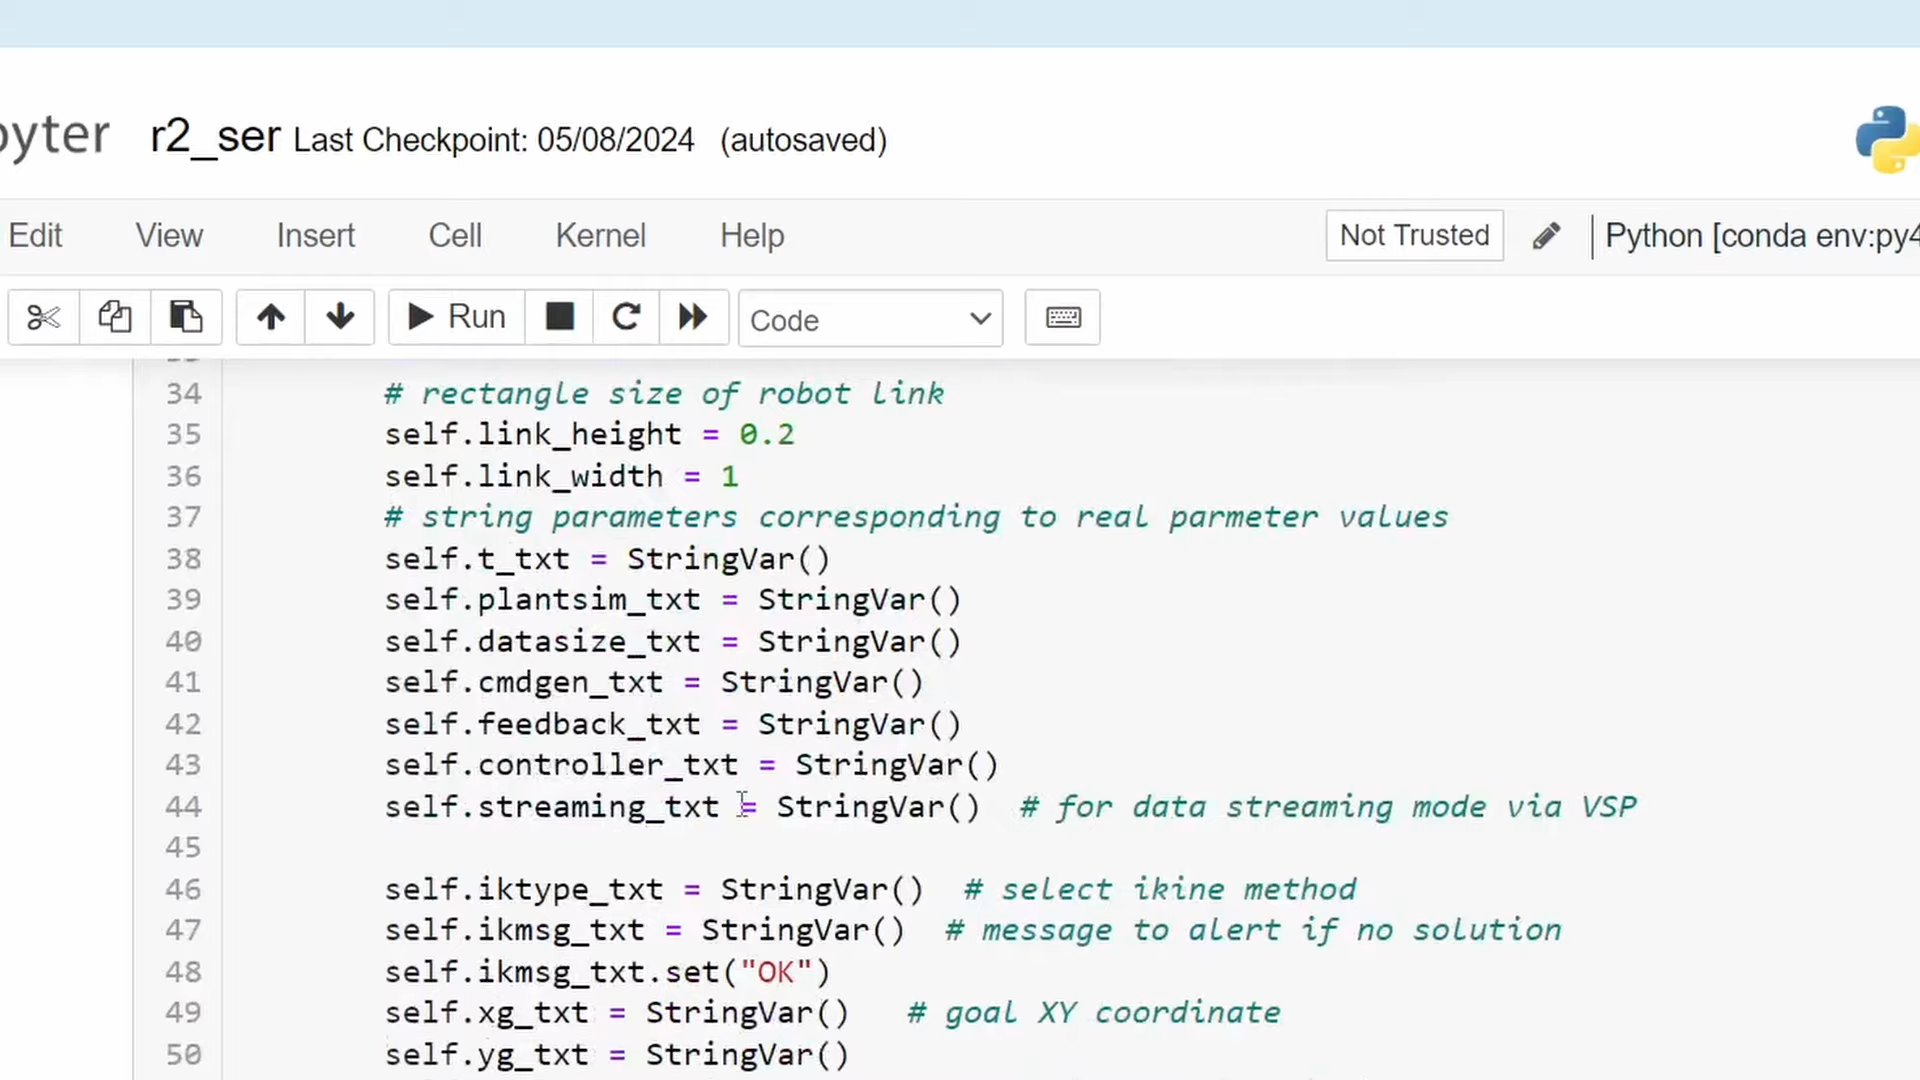 pyter r2_ser Last Checkpoint: 05/08/2024 (autosaved)
Edit View Insert Cell Kernel Help Not Trusted Python [conda env:py4
Run Code
34 # rectangle size of robot link
35 self.link_height = 0.2
36 self.link_width = 1
37 # string parameters corresponding to real parmeter values
38 self.t_txt = StringVar()
39 self.plantsim_txt = StringVar()
40 self.datasize_txt = StringVar()
41 self.cmdgen_txt = StringVar()
42 self.feedback_txt = StringVar()
43 self.controller_txt = StringVar()
44 self.streaming_txt = StringVar() # for data streaming mode via VSP
45
46 self.iktype_txt = StringVar() # select ikine method
47 self.ikmsg_txt = StringVar() # message to alert if no solution
48 self.ikmsg_txt.set("OK")
49 self.xg_txt = StringVar() # goal XY coordinate
50 self.yg_txt = StringVar()